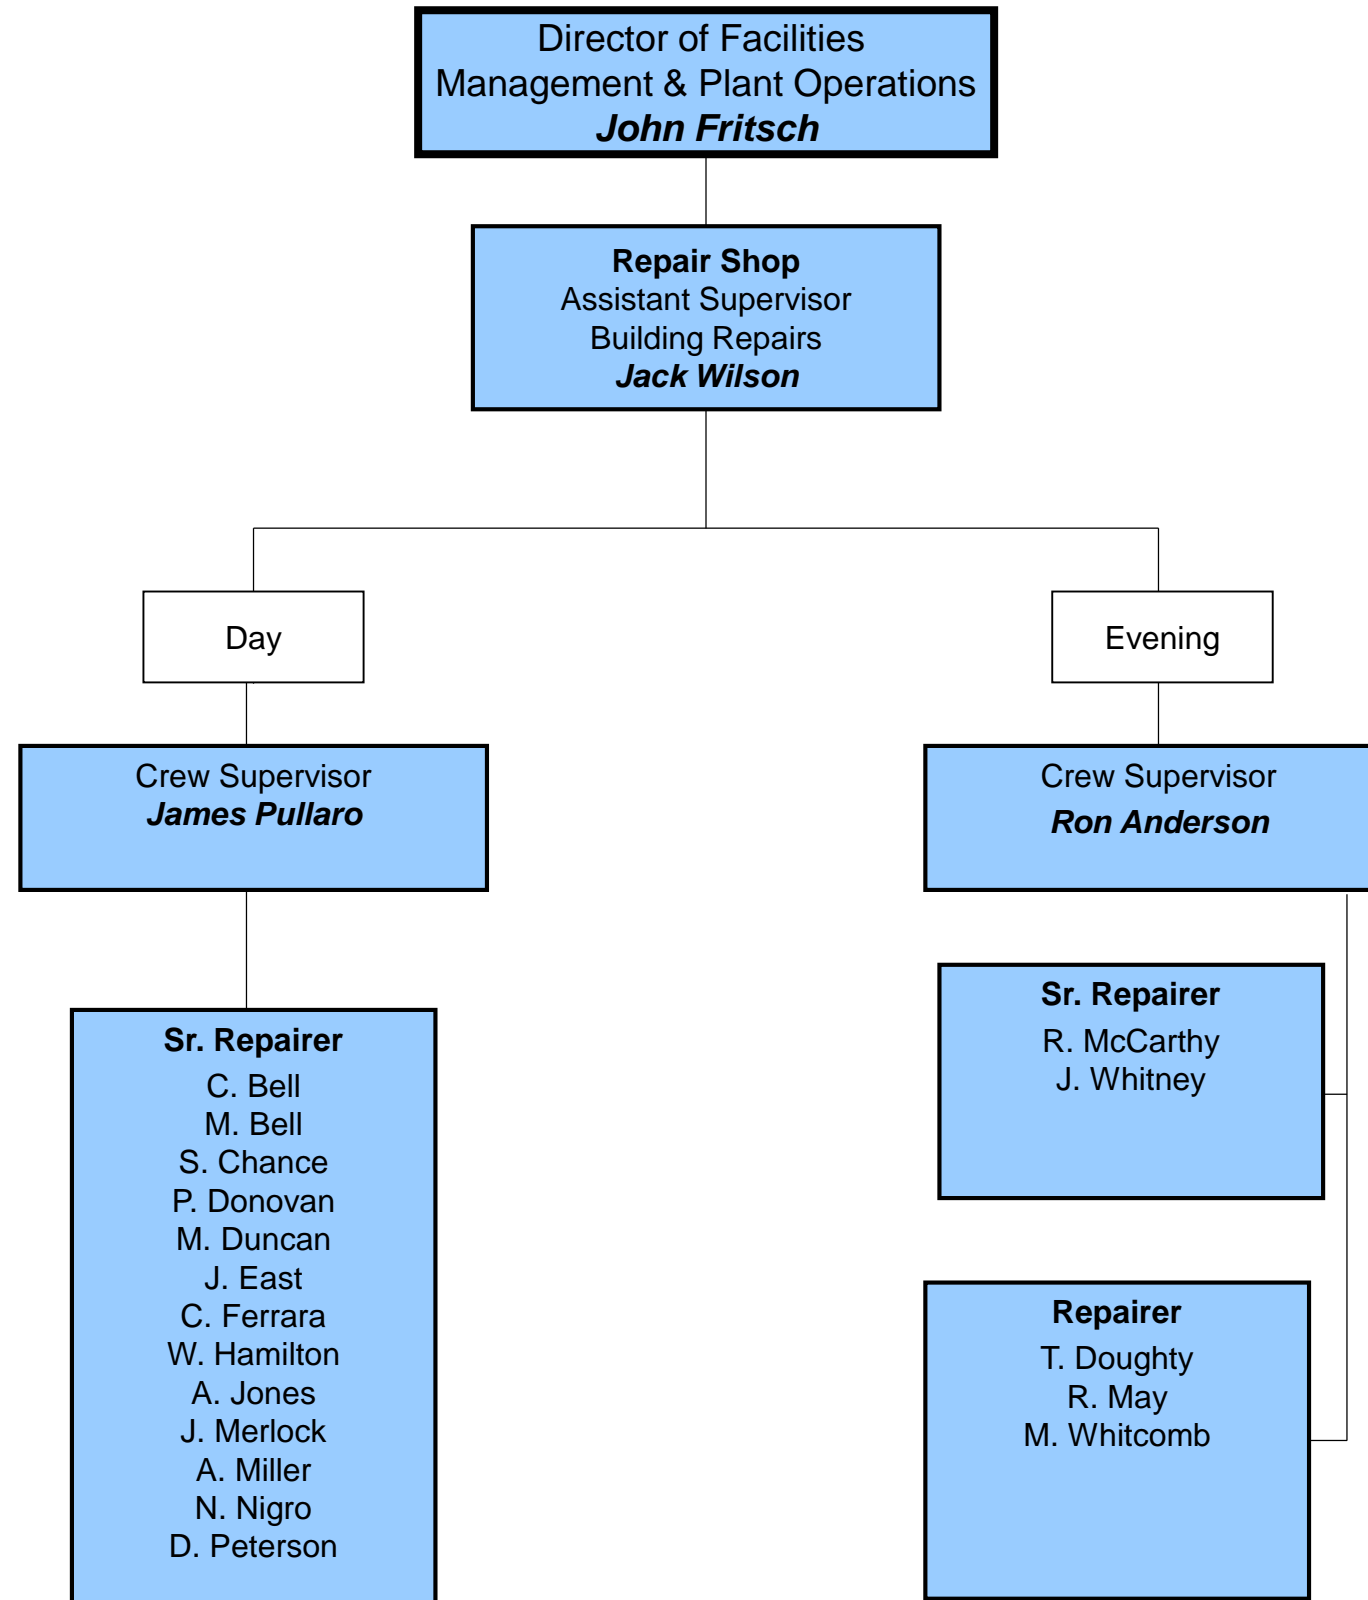 Director of Facilities
Management & Plant Operations
John Fritsch
Repair Shop
Assistant Supervisor
Building Repairs
Jack Wilson
Day
Evening
Crew Supervisor
James Pullaro
Crew Supervisor
Ron Anderson
Sr. Repairer
C. Bell
M. Bell
S. Chance
P. Donovan
M. Duncan
J. East
C. Ferrara
W. Hamilton
A. Jones
J. Merlock
A. Miller
N. Nigro
D. Peterson
Sr. Repairer
R. McCarthy
J. Whitney
Repairer
T. Doughty
R. May
M. Whitcomb